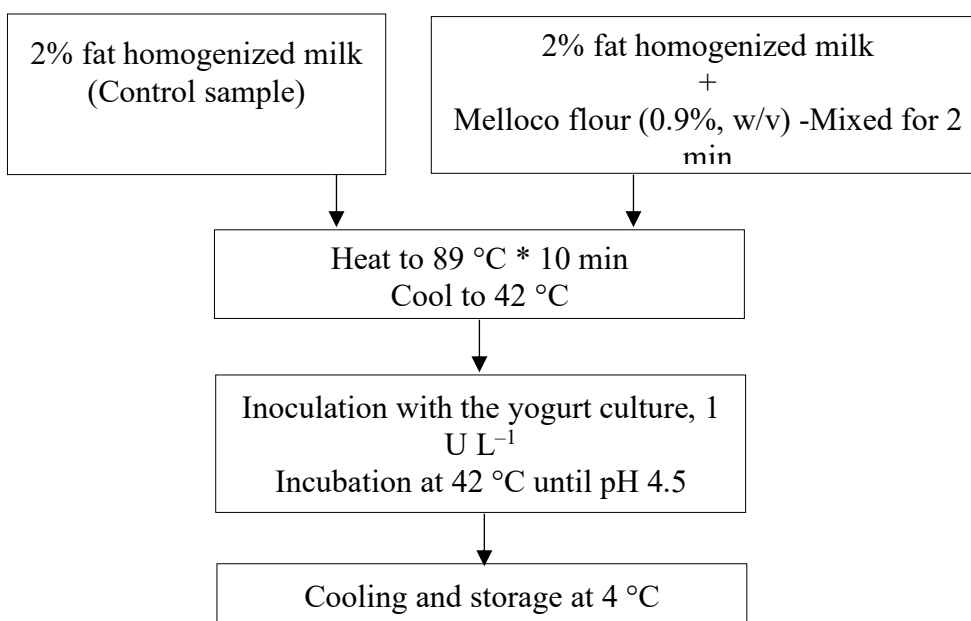 2% fat homogenized milk
(Control sample)
2% fat homogenized milk
+
Melloco flour (0.9%, w/v) -Mixed for 2
min
Heat to 89 °C * 10 min
Cool to 42 °C
Inoculation with the yogurt culture, 1
U L⁻¹
Incubation at 42 °C until pH 4.5
Cooling and storage at 4 °C